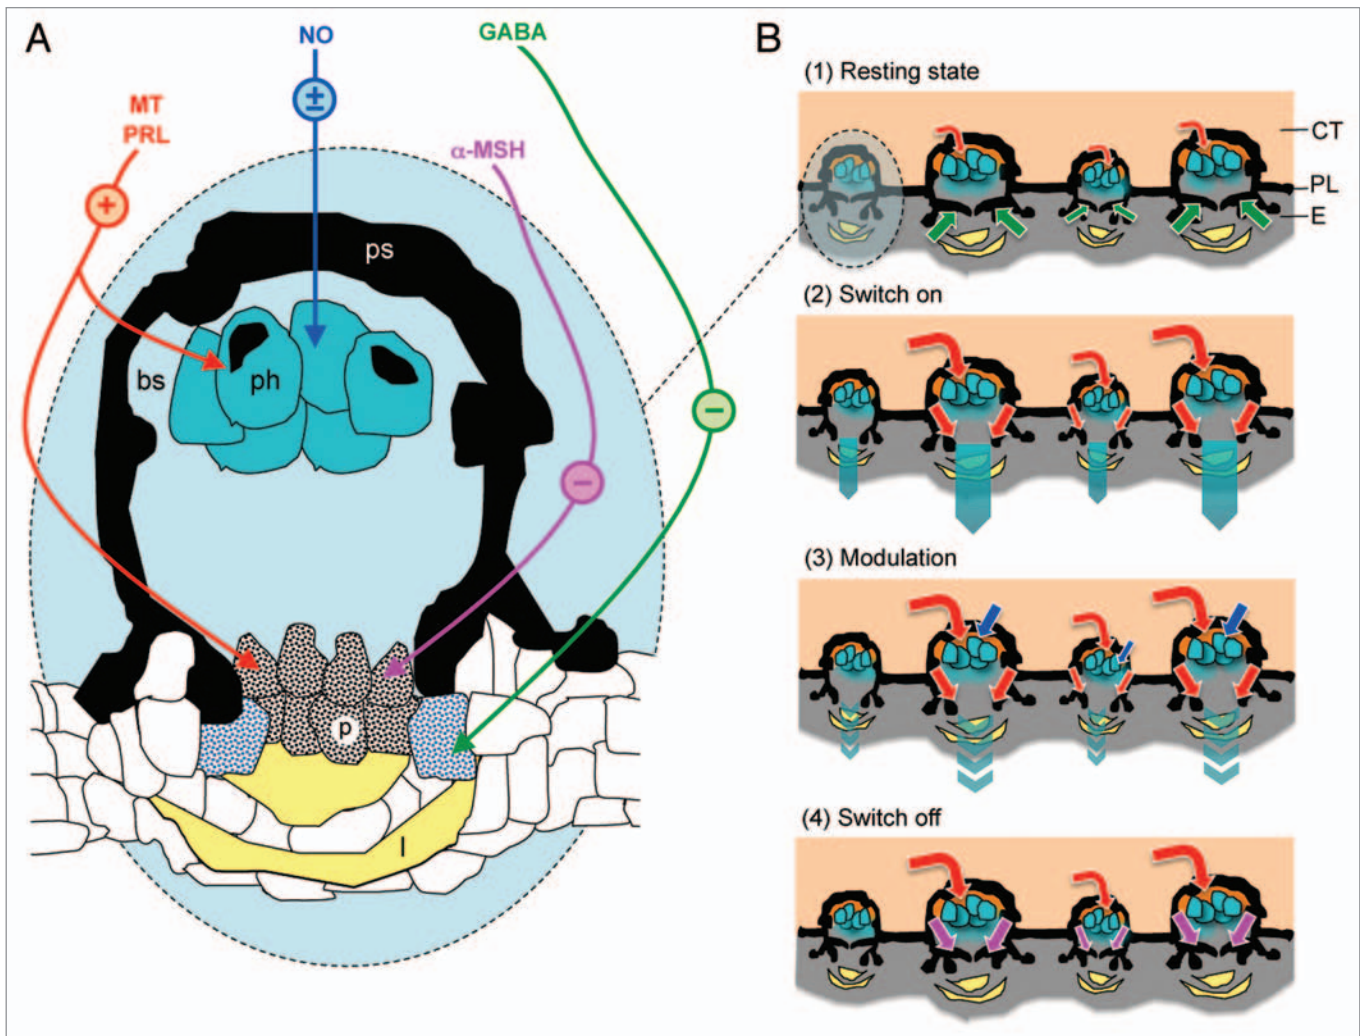 A
NO
±
GABA
MT
PRL
+
α-MSH
ps
bs
ph
−
−
p
l
B
(1) Resting state
CT
PL
E
(2) Switch on
(3) Modulation
(4) Switch off